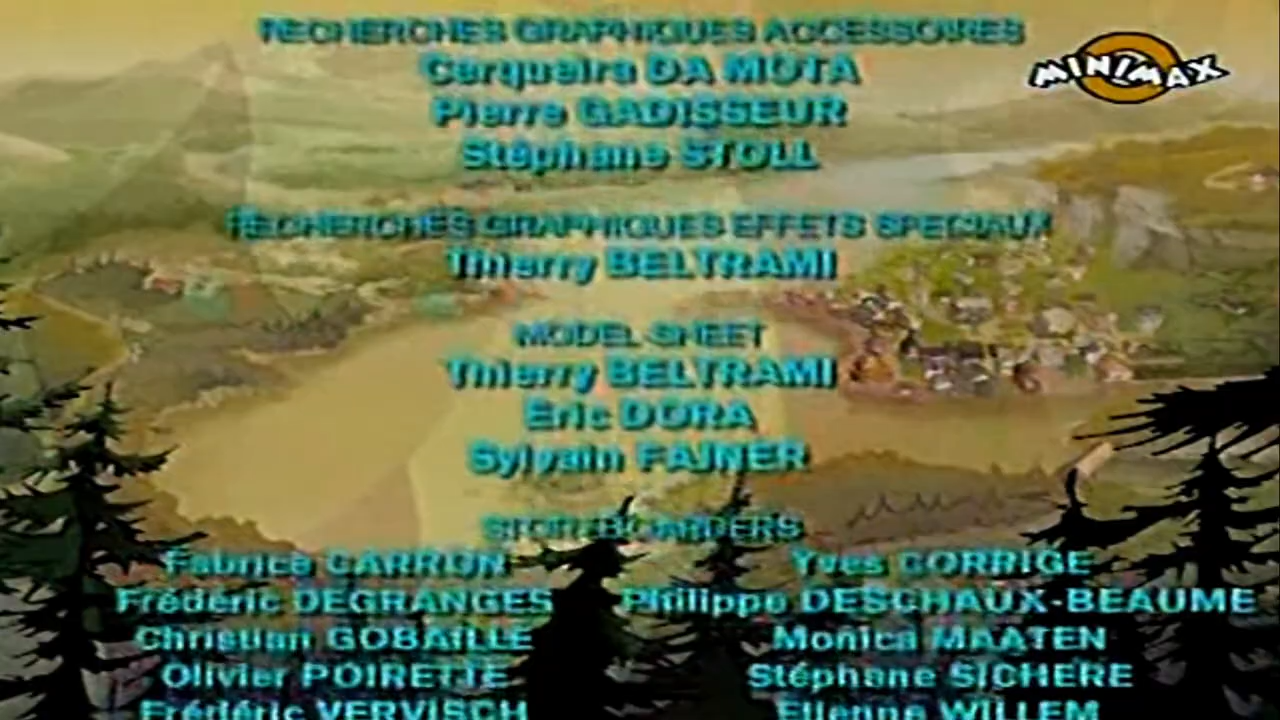 RECHERCHES GRAPHIQUES ACCESSOIRES
MINIMAX
Cerqueira DA MOTA
Pierre GADISSEUR
Stéphane STOLL
RECHERCHES GRAPHIQUES EFFETS SPECIAUX
Thierry BELTRAMI
MODEL SHEET
Thierry BELTRAMI
Eric DORA
Sylvain FAJNER
STORYBOARDERS
Fabrice CARRON Yves CORRIGE
Frédéric DEGRANGES Philippe DESCHAUX-BEAUME
Christian GOBAILLE Monica MAATEN
Olivier POIRETTE Stéphane SICHERE
Frédéric VERVISCH Etienne WILLEM